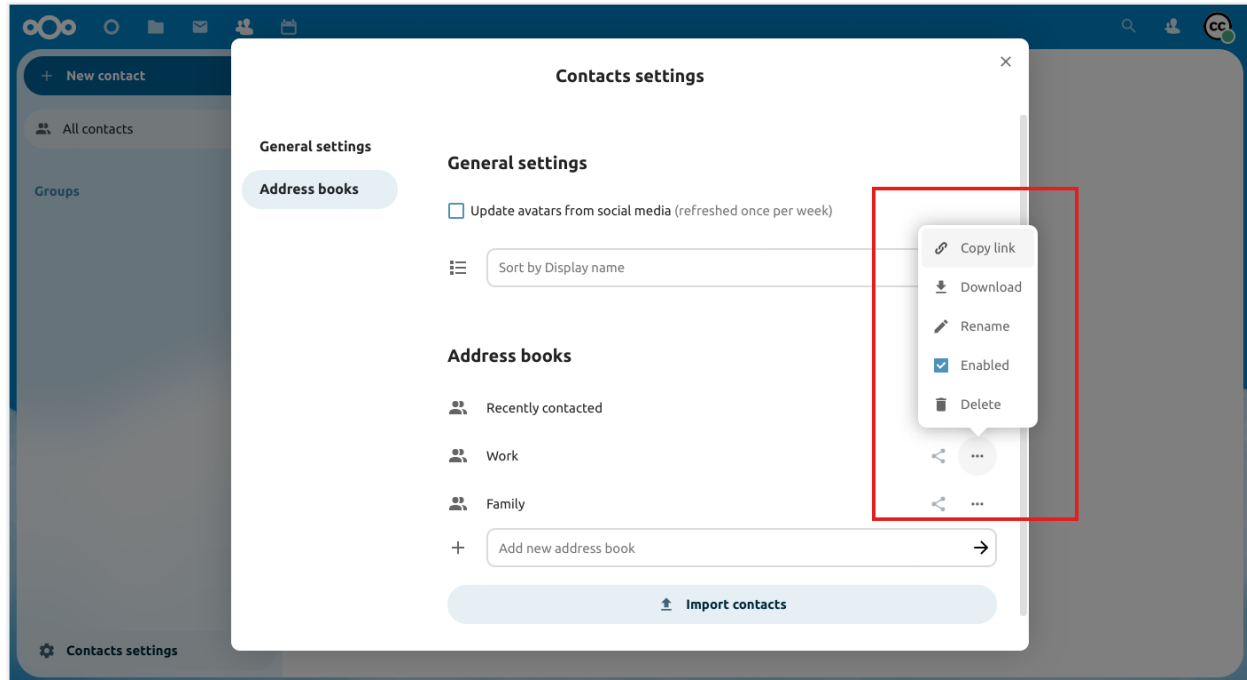 CC
New contact
All contacts
Groups
Contacts settings
Contacts settings
General settings
Address books
General settings
Update avatars from social media (refreshed once per week)
Sort by Display name
Address books
Recently contacted
Work
Family
Add new address book
Import contacts
Copy link
Download
Rename
Enabled
Delete